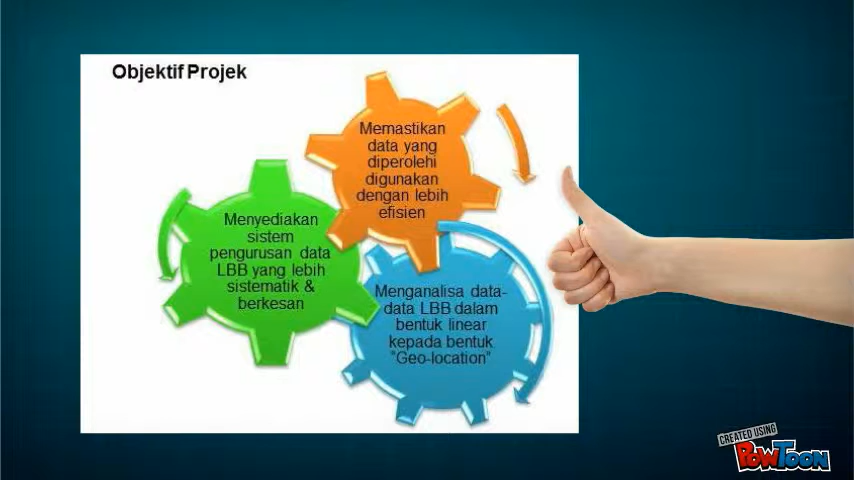 Objektif Projek
Memastikan
data yang
diperolehi
digunakan
dengan lebih
efisien
Menyediakan
sistem
pengurusan data
LBB yang lebih
sistematik &
berkesan
Menganalisa data-
data LBB dalam
bentuk linear
kepada bentuk
"Geo-location"
CREATED USING
POWTOON